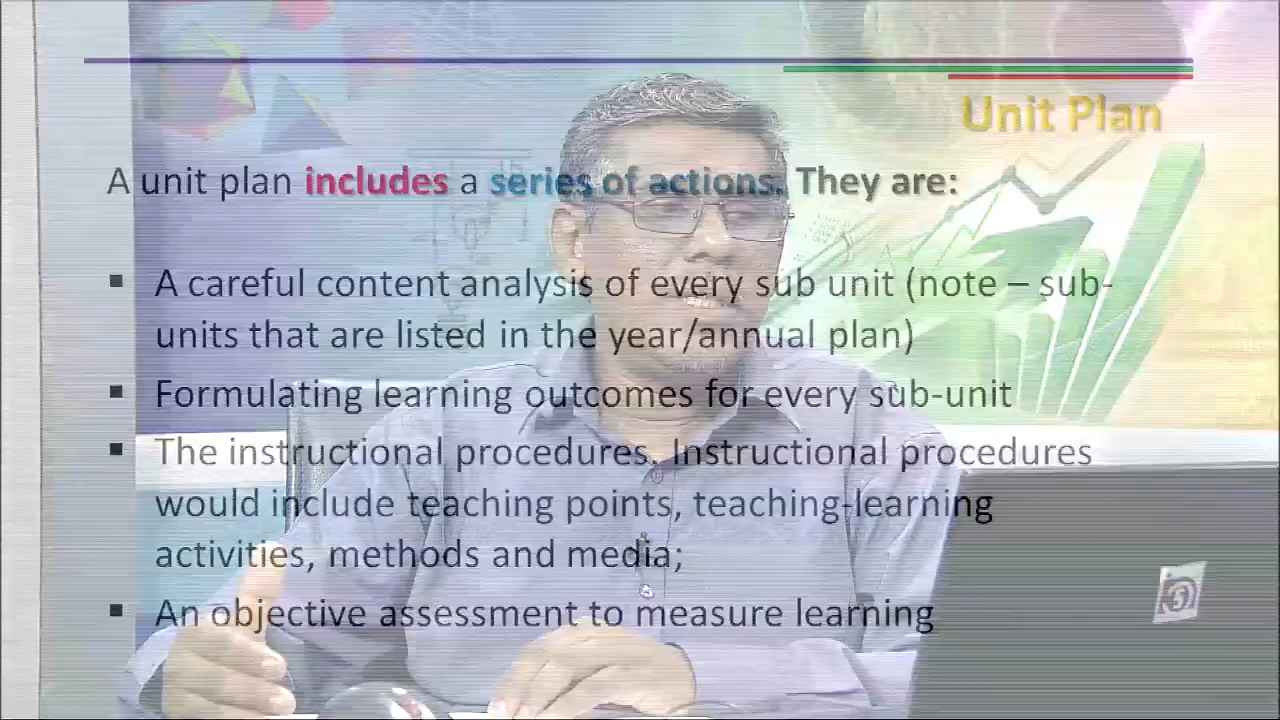 Unit Plan
A unit plan includes a series of actions. They are:
▪ A careful content analysis of every sub unit (note – sub-
units that are listed in the year/annual plan)
▪ Formulating learning outcomes for every sub-unit
▪ The instructional procedures. Instructional procedures
would include teaching points, teaching-learning
activities, methods and media;
▪ An objective assessment to measure learning